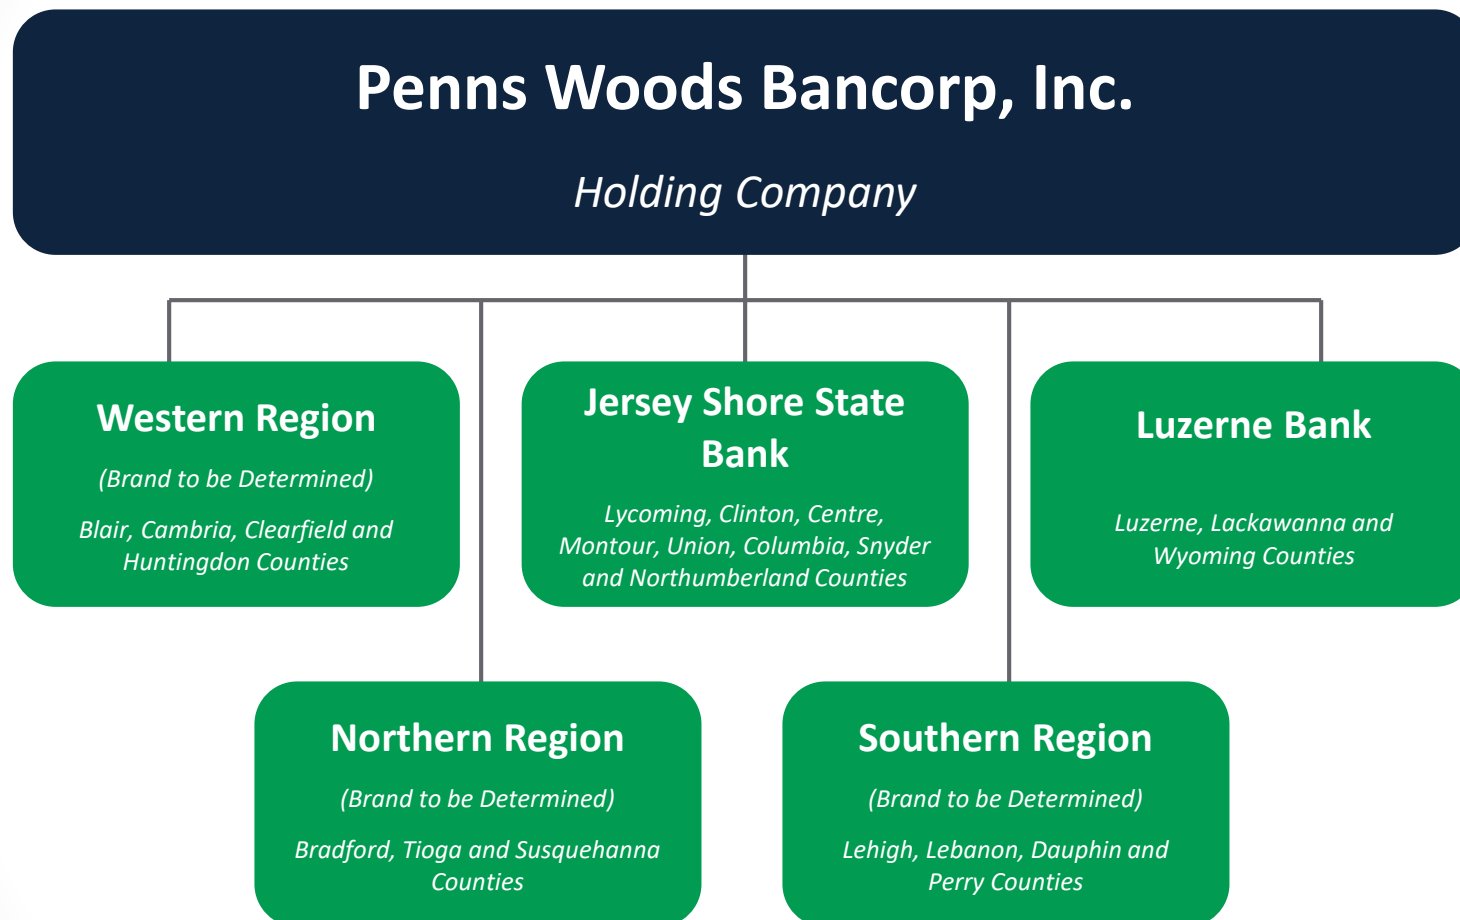 Penns Woods Bancorp, Inc.
Holding Company
Western Region
(Brand to be Determined)
Blair, Cambria, Clearfield and
Huntingdon Counties
Jersey Shore State
Bank
Lycoming, Clinton, Centre,
Montour, Union, Columbia, Snyder
and Northumberland Counties
Luzerne Bank
Luzerne, Lackawanna and
Wyoming Counties
Northern Region
(Brand to be Determined)
Bradford, Tioga and Susquehanna
Counties
Southern Region
(Brand to be Determined)
Lehigh, Lebanon, Dauphin and
Perry Counties